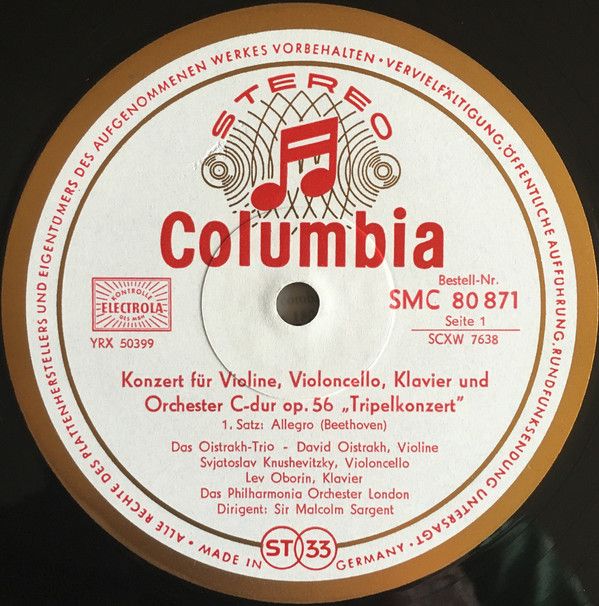 ALLE RECHTE DES PLATTENHERSTELLERS UND EIGENTÜMERS DES AUFGENOMMENEN WERKES VORBEHALTEN · VERVIELFÄLTIGUNG, ÖFFENTLICHE AUFFÜHRUNG, RUNDFUNKSENDUNG UNTERSAGT ·
STEREO
Columbia
KONTROLLE
ELECTROLA
GES MBH
YRX 50399
Bestell-Nr.
SMC 80 871
Seite 1
SCXW 7638
Konzert für Violine, Violoncello, Klavier und
Orchester C-dur op. 56 „Tripelkonzert"
1. Satz: Allegro (Beethoven)
Das Oistrakh-Trio - David Oistrakh, Violine
Svjatoslav Knushevitzky, Violoncello
Lev Oborin, Klavier
Das Philharmonia Orchester London
Dirigent: Sir Malcolm Sargent
MADE IN GERMANY
ST 33